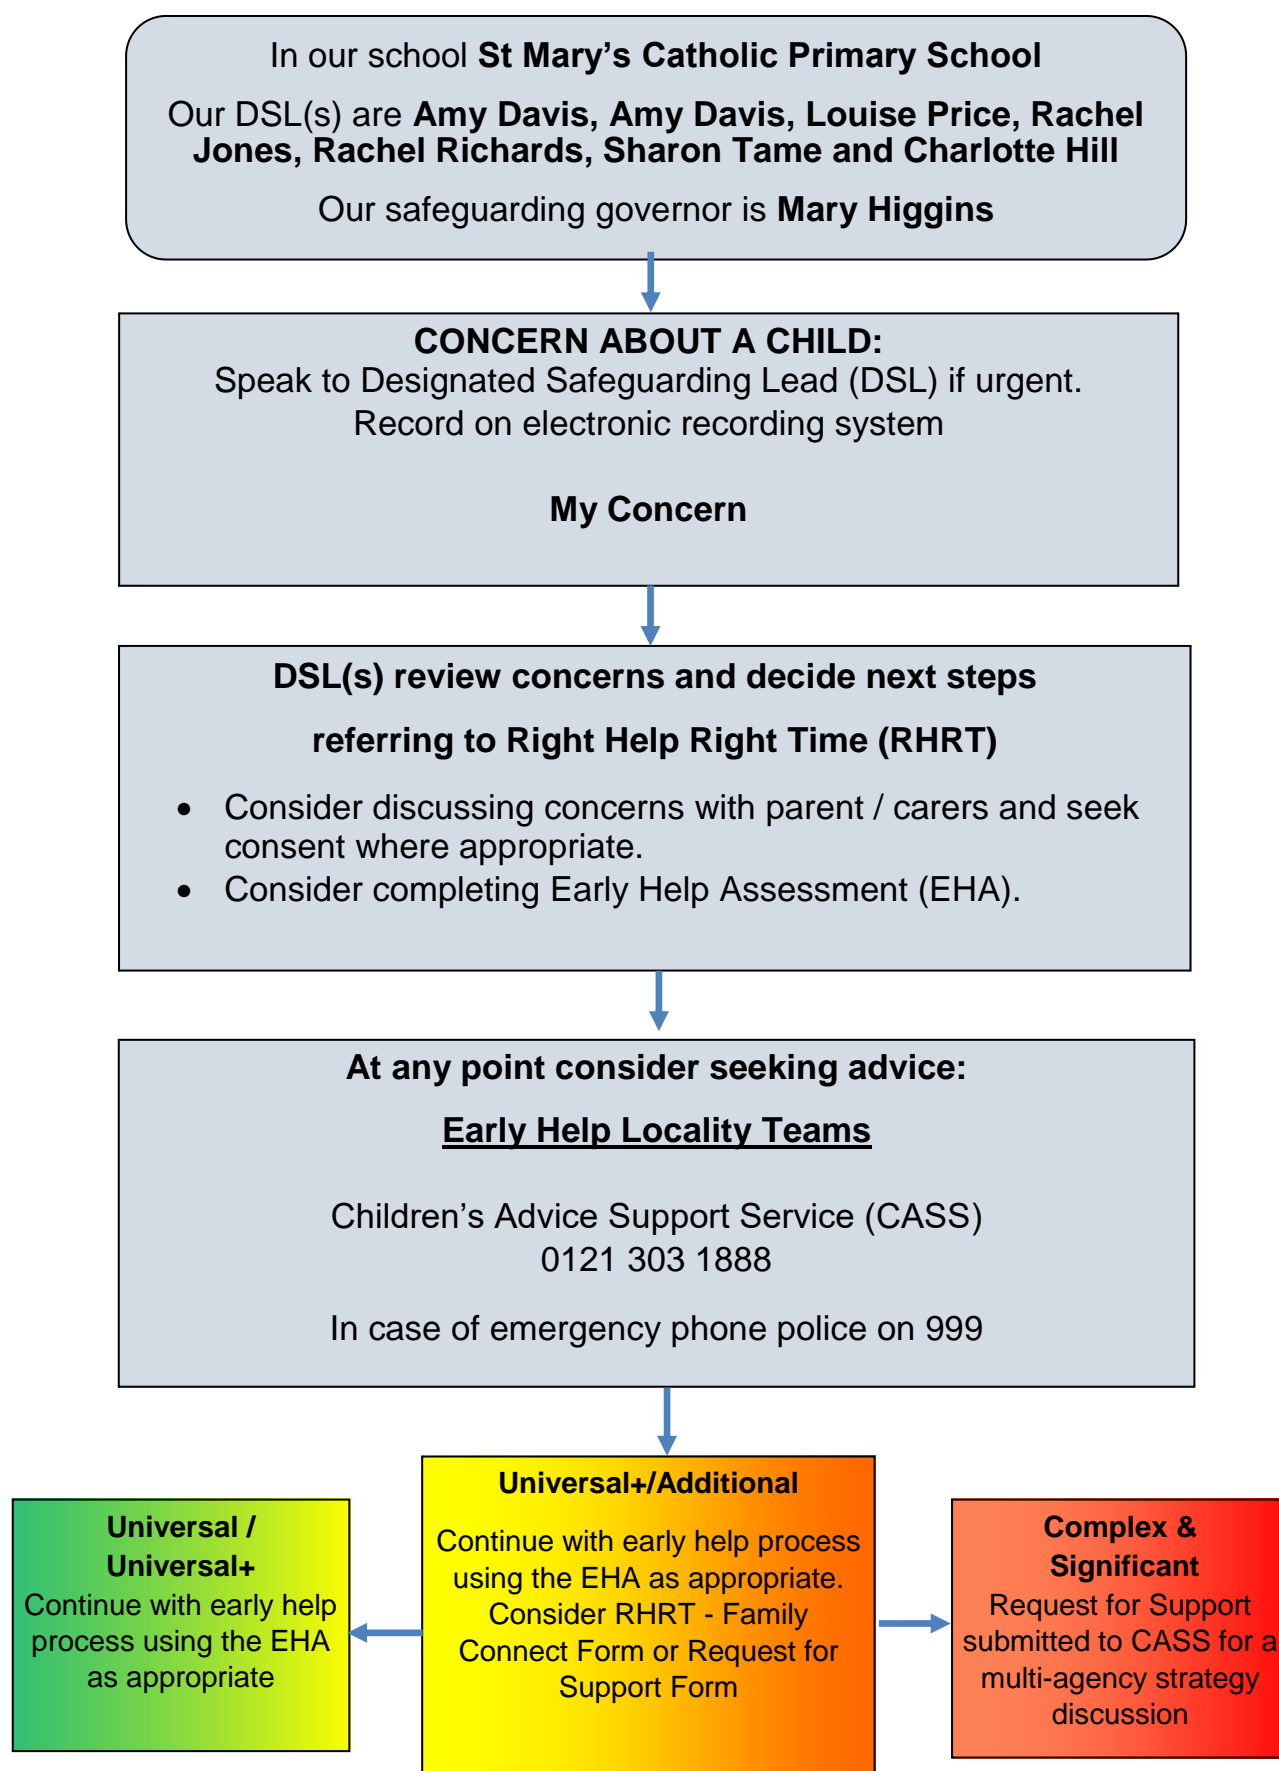 In our school St Mary’s Catholic Primary School
Our DSL(s) are Amy Davis, Amy Davis, Louise Price, Rachel
Jones, Rachel Richards, Sharon Tame and Charlotte Hill
Our safeguarding governor is Mary Higgins
CONCERN ABOUT A CHILD:
Speak to Designated Safeguarding Lead (DSL) if urgent.
Record on electronic recording system
My Concern
DSL(s) review concerns and decide next steps
referring to Right Help Right Time (RHRT)
• Consider discussing concerns with parent / carers and seek
consent where appropriate.
• Consider completing Early Help Assessment (EHA).
At any point consider seeking advice:
Early Help Locality Teams
Children’s Advice Support Service (CASS)
0121 303 1888
In case of emergency phone police on 999
Universal /
Universal+
Continue with early help
process using the EHA
as appropriate
Universal+/Additional
Continue with early help process
using the EHA as appropriate.
Consider RHRT - Family
Connect Form or Request for
Support Form
Complex &
Significant
Request for Support
submitted to CASS for a
multi-agency strategy
discussion